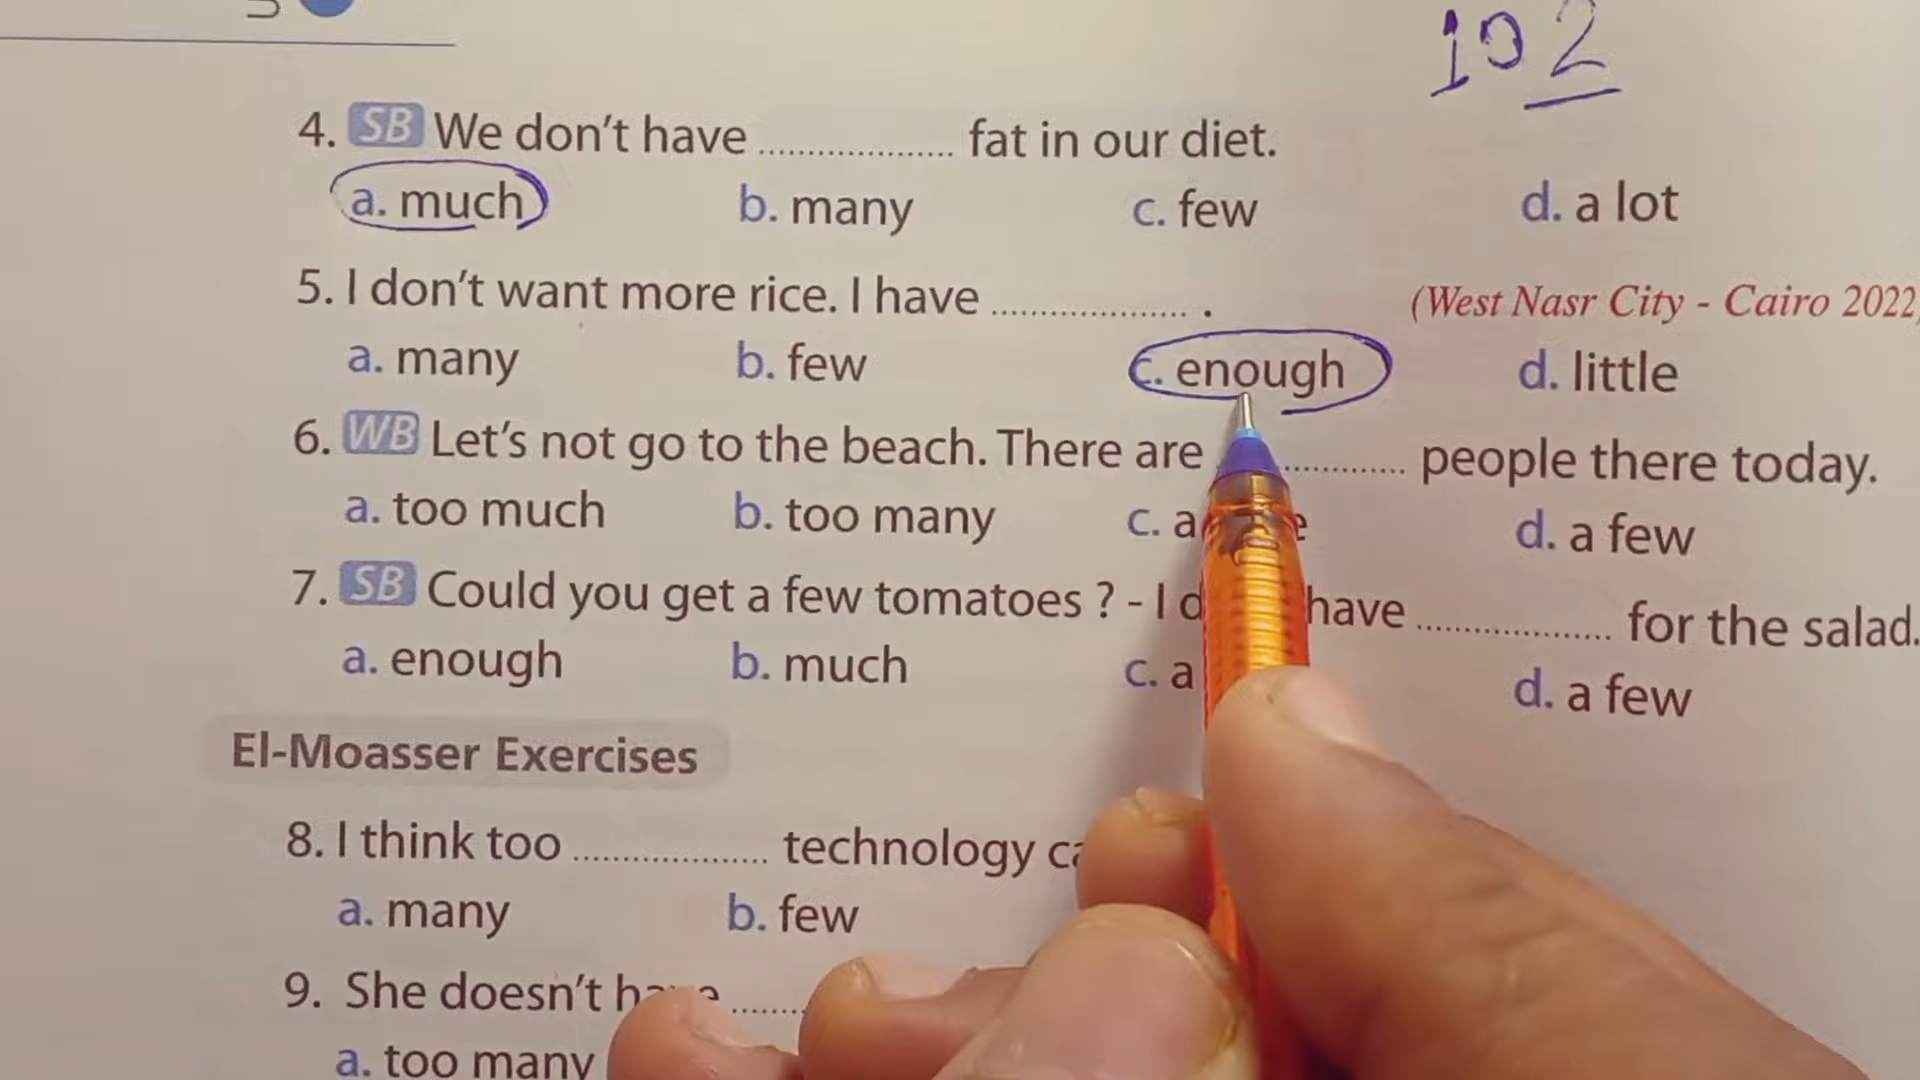 102
4. SB We don't have .................... fat in our diet.
a. much b. many c. few d. a lot
5. I don't want more rice. I have .................... . (West Nasr City - Cairo 2022)
a. many b. few c. enough d. little
6. WB Let's not go to the beach. There are ............ people there today.
a. too much b. too many c. a d. a few
7. SB Could you get a few tomatoes ? - I have .................... for the salad.
a. enough b. much c. a d. a few
El-Moasser Exercises
8. I think too .................... technology
a. many b. few
9. She doesn't .......
a. too many